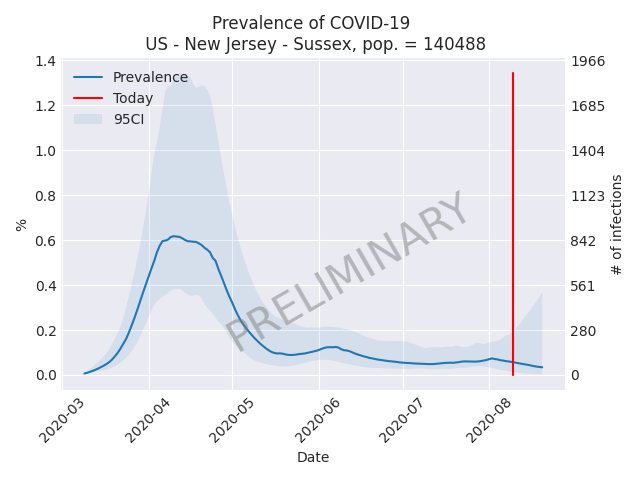 Prevalence of COVID-19
US - New Jersey - Sussex, pop. = 140488
1.4
1.2
1.0
0.8
0.6
0.4
0.2
0.0
%
Prevalence
Today
95CI
PRELIMINARY
1966
1685
1404
1123
842
561
280
0
# of infections
2020-03
2020-04
2020-05
2020-06
2020-07
2020-08
Date